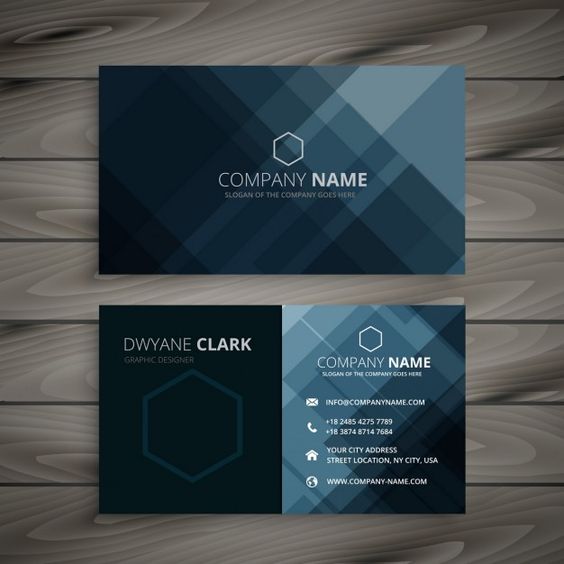 COMPANY NAME
SLOGAN OF THE COMPANY GOES HERE
DWYANE CLARK
GRAPHIC DESIGNER
COMPANY NAME
SLOGAN OF THE COMPANY GOES HERE
INFO@COMPANYNAME.COM
+18 2485 4275 7789
+18 3874 8714 7684
YOUR CITY ADDRESS
STREET LOCATION, NY CITY, USA
WWW.COMPANY-NAME.COM